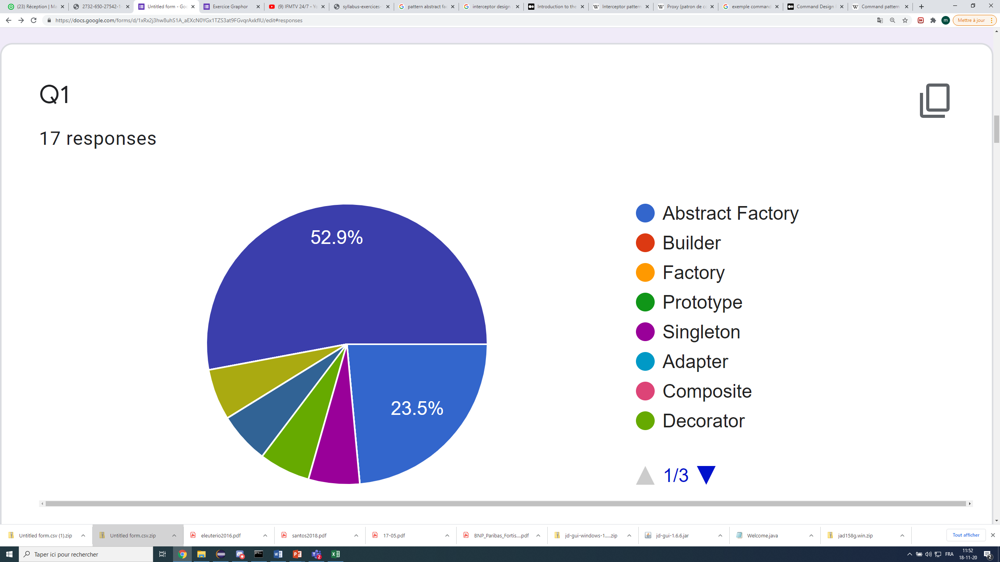 (23) Réception | Ma
2732-650-27542-1-
Untitled form - Goo
Exercice Graphor
(9) IFMTV 24/7 - Yo
syllabus-exercices-
pattern abstract fac
interceptor design
Introduction to the
Interceptor pattern
Proxy (patron de co
exemple command
Command Design
Command pattern
https://docs.google.com/forms/d/1xRx2j3hw8uhS1A_aEXcN0YGx1TZS3at9FGvqrAxkflU/edit#responses
m
Mettre à jour
Q1
17 responses
52.9%
23.5%
Abstract Factory
Builder
Factory
Prototype
Singleton
Adapter
Composite
Decorator
1/3
Untitled form.csv (1).zip
Untitled form.csv.zip
eleuterio2016.pdf
santos2018.pdf
17-05.pdf
BNP_Paribas_Fortis....pdf
jd-gui-windows-1.....zip
jd-gui-1.6.6.jar
Welcome.java
jad158g.win.zip
Tout afficher
Taper ici pour rechercher
2
FRA
11:52
18-11-20
2